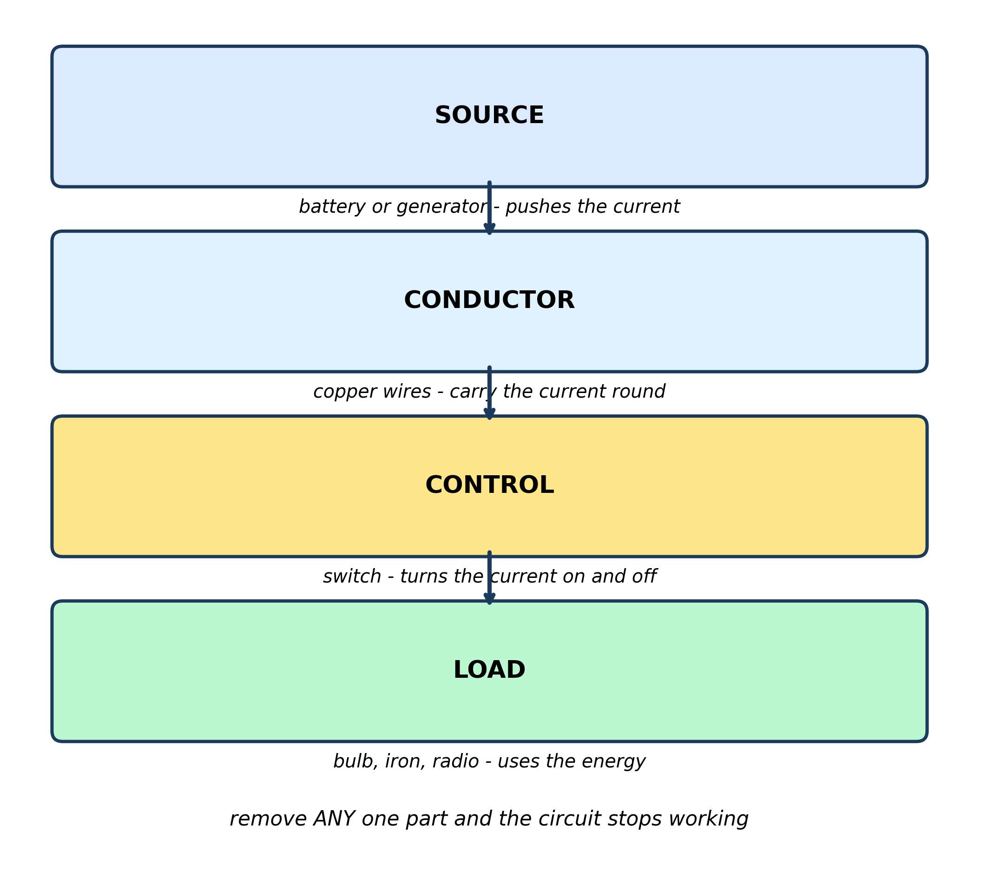 SOURCE
battery or generator - pushes the current
CONDUCTOR
copper wires - carry the current round
CONTROL
switch - turns the current on and off
LOAD
bulb, iron, radio - uses the energy
remove ANY one part and the circuit stops working